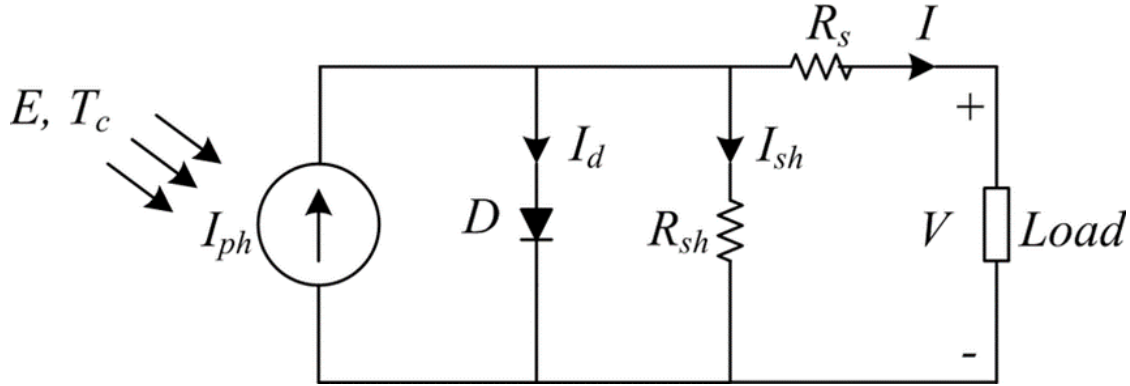 R_s
I
E, T_c
+
I_d
I_sh
I_ph
D
R_sh
V
Load
-